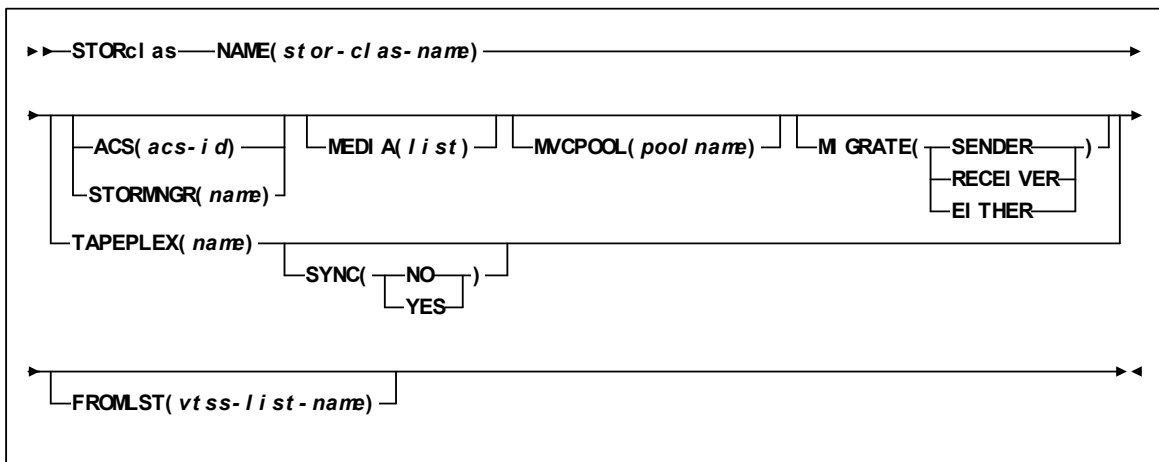 STORclas NAME(stor-clas-name)
ACS(acs-id) MEDIA(list) MVCPOOL(poolname) MIGRATE( SENDER )
STORMNGR(name) RECEIVER
EITHER
TAPEPLEX(name)
SYNC( NO )
YES
FROMLST(vtss-list-name)